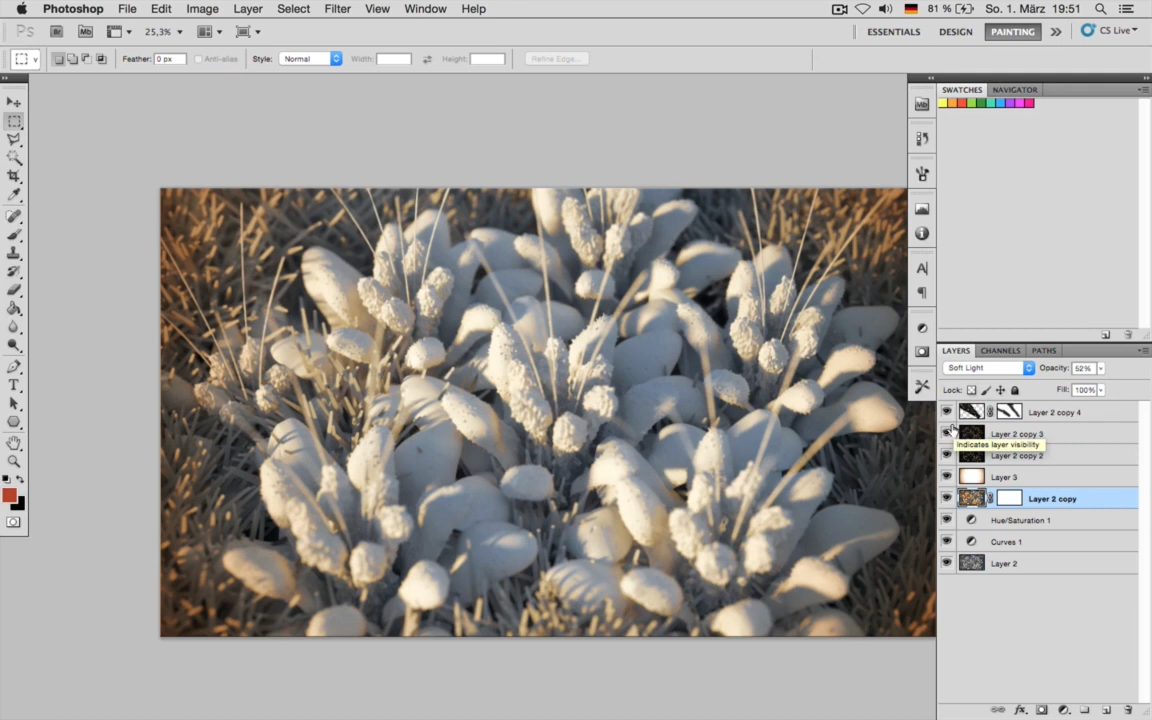 Photoshop File Edit Image Layer Select Filter View Window Help 81 % So. 1. März 19:51
Ps Br Mb 25,3% ESSENTIALS DESIGN PAINTING CS Live
Feather: 0 px Anti-alias Style: Normal Width: Height: Refine Edge...
SWATCHES NAVIGATOR
Mb
LAYERS CHANNELS PATHS
Soft Light Opacity: 52%
Lock: Fill: 100%
Layer 2 copy 4
Layer 2 copy 3
Indicates layer visibility
Layer 2 copy 2
Layer 3
Layer 2 copy
Hue/Saturation 1
Curves 1
Layer 2